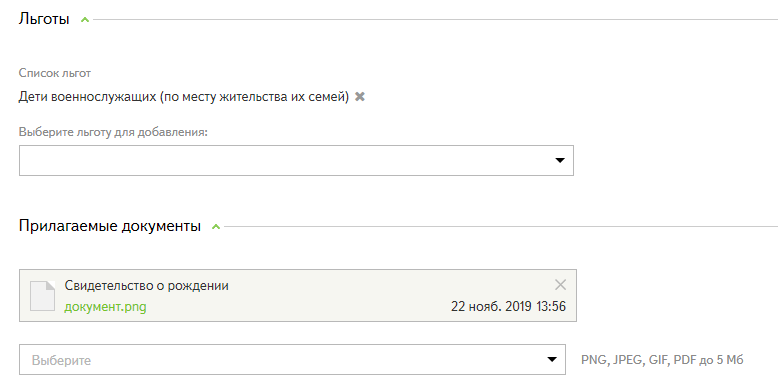 Льготы
Список льгот
Дети военнослужащих (по месту жительства их семей)
Выберите льготу для добавления:
Прилагаемые документы
Свидетельство о рождении
документ.png 22 нояб. 2019 13:56
Выберите PNG, JPEG, GIF, PDF до 5 Мб